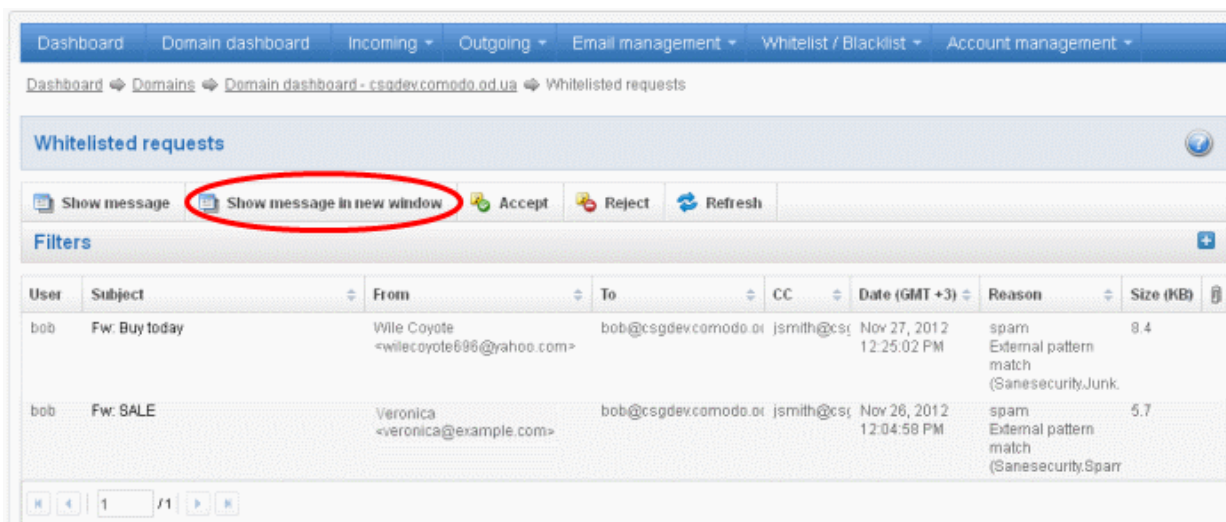 Dashboard Domain dashboard Incoming Outgoing Email management Whitelist / Blacklist Account management
Dashboard Domains Domain dashboard - csgdev.comodo.od.ua Whitelisted requests
Whitelisted requests
Show message Show message in new window Accept Reject Refresh
Filters
User Subject From To CC Date (GMT +3) Reason Size (KB)
bob Fw: Buy today Wile Coyote bob@csgdev.comodo.o jsmith@cs Nov 27, 2012 spam 8.4
<wilecoyote696@yahoo.com> 12:25:02 PM External pattern
match
(Sanesecurity.Junk.
bob Fw: SALE Veronica bob@csgdev.comodo.o jsmith@cs Nov 26, 2012 spam 5.7
<veronica@example.com> 12:04:58 PM External pattern
match
(Sanesecurity.Spam
1 /1